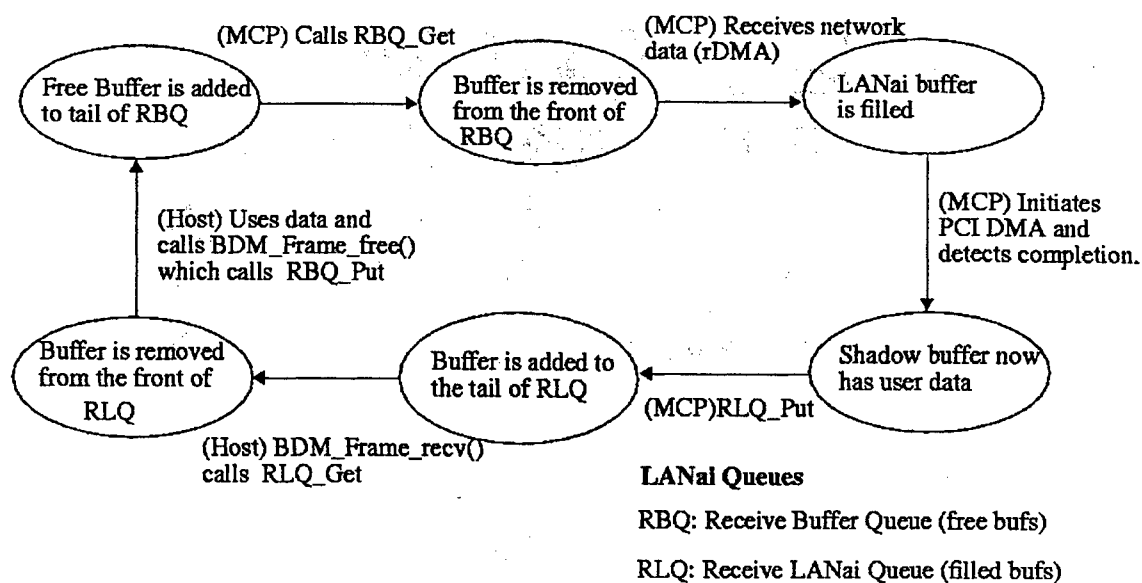 (MCP) Calls RBQ_Get
(MCP) Receives network
data (rDMA)
Free Buffer is added
to tail of RBQ
Buffer is removed
from the front of
RBQ
LANai buffer
is filled
(Host) Uses data and
calls BDM_Frame_free()
which calls RBQ_Put
(MCP) Initiates
PCI DMA and
detects completion.
Buffer is removed
from the front of
RLQ
Buffer is added to
the tail of RLQ
Shadow buffer now
has user data
(MCP)RLQ_Put
(Host) BDM_Frame_recv()
calls RLQ_Get
LANai Queues
RBQ: Receive Buffer Queue (free bufs)
RLQ: Receive LANai Queue (filled bufs)